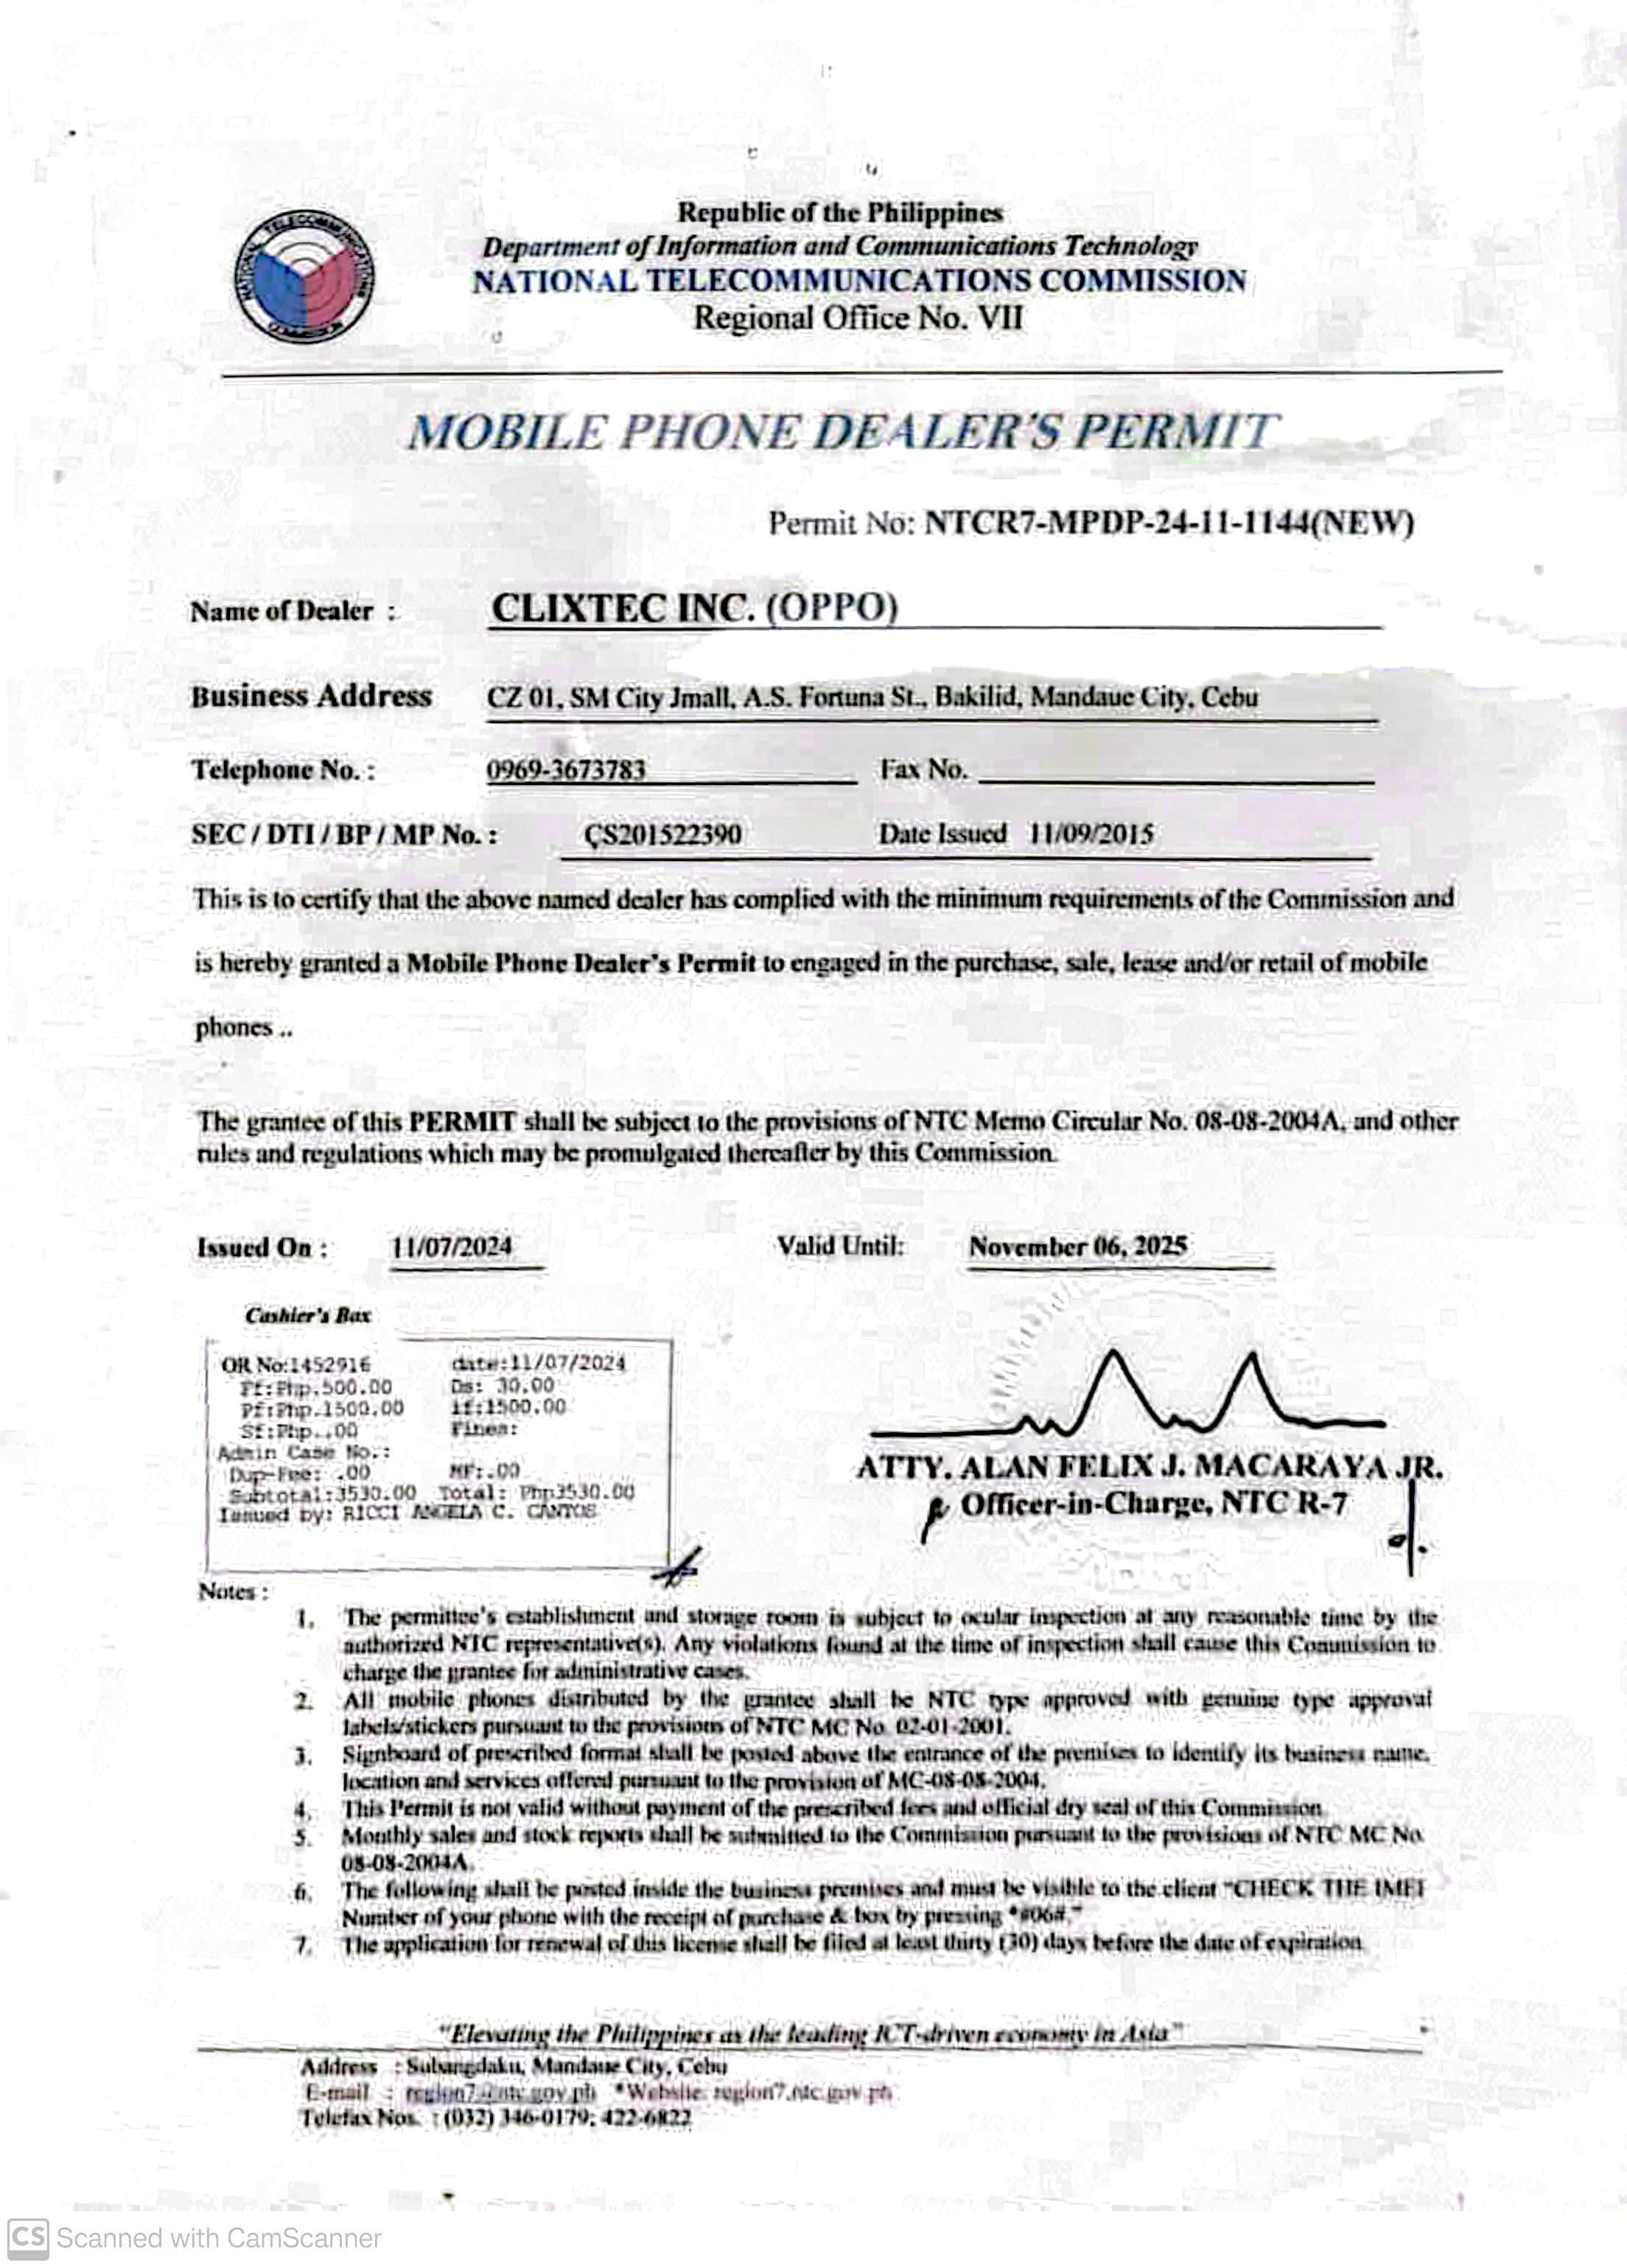 Republic of the Philippines
Department of Information and Communications Technology
NATIONAL TELECOMMUNICATIONS COMMISSION
Regional Office No. VII
NATIONAL TELECOMMUNICATIONS COMMISSION
MOBILE PHONE DEALER'S PERMIT
Permit No: NTCR7-MPDP-24-11-1144(NEW)
Name of Dealer : CLIXTEC INC. (OPPO)
Business Address CZ 01, SM City Jmall, A.S. Fortuna St., Bakilid, Mandaue City, Cebu
Telephone No. : 0969-3673783 Fax No.
SEC / DTI / BP / MP No. : CS201522390 Date Issued 11/09/2015
This is to certify that the above named dealer has complied with the minimum requirements of the Commission and
is hereby granted a Mobile Phone Dealer's Permit to engaged in the purchase, sale, lease and/or retail of mobile
phones ..
The grantee of this PERMIT shall be subject to the provisions of NTC Memo Circular No. 08-08-2004A, and other
rules and regulations which may be promulgated thereafter by this Commission.
Issued On : 11/07/2024 Valid Until: November 06, 2025
Cashier's Box
OR No:1452916 date:11/07/2024
Ff:Php.500.00 Ds: 30.00
Pf:Php.1500.00 if:1500.00
Sf:Php..00 Fines:
Admin Case No.:
Dup-Fee: .00 MF:.00
Subtotal:3530.00 Total: Php3530.00
Issued by: RICCI ANGELA C. CANTOS
ATTY. ALAN FELIX J. MACARAYA JR.
Officer-in-Charge, NTC R-7
Notes :
1. The permittee's establishment and storage room is subject to ocular inspection at any reasonable time by the
authorized NTC representative(s). Any violations found at the time of inspection shall cause this Commission to
charge the grantee for administrative cases.
2. All mobile phones distributed by the grantee shall be NTC type approved with genuine type approval
labels/stickers pursuant to the provisions of NTC MC No. 02-01-2001.
3. Signboard of prescribed format shall be posted above the entrance of the premises to identify its business name,
location and services offered pursuant to the provision of MC-08-08-2004.
4. This Permit is not valid without payment of the prescribed fees and official dry seal of this Commission
5. Monthly sales and stock reports shall be submitted to the Commission pursuant to the provisions of NTC MC No.
08-08-2004A.
6. The following shall be posted inside the business premises and must be visible to the client "CHECK THE IMEI
Number of your phone with the receipt of purchase & box by pressing *#06#."
7. The application for renewal of this license shall be filed at least thirty (30) days before the date of expiration
"Elevating the Philippines as the leading ICT-driven economy in Asia"
Address : Subangdaku, Mandaue City, Cebu
E-mail : region7@ntc.gov.ph *Website: region7.ntc.gov.ph
Telefax Nos. : (032) 346-0179; 422-6822
CS Scanned with CamScanner